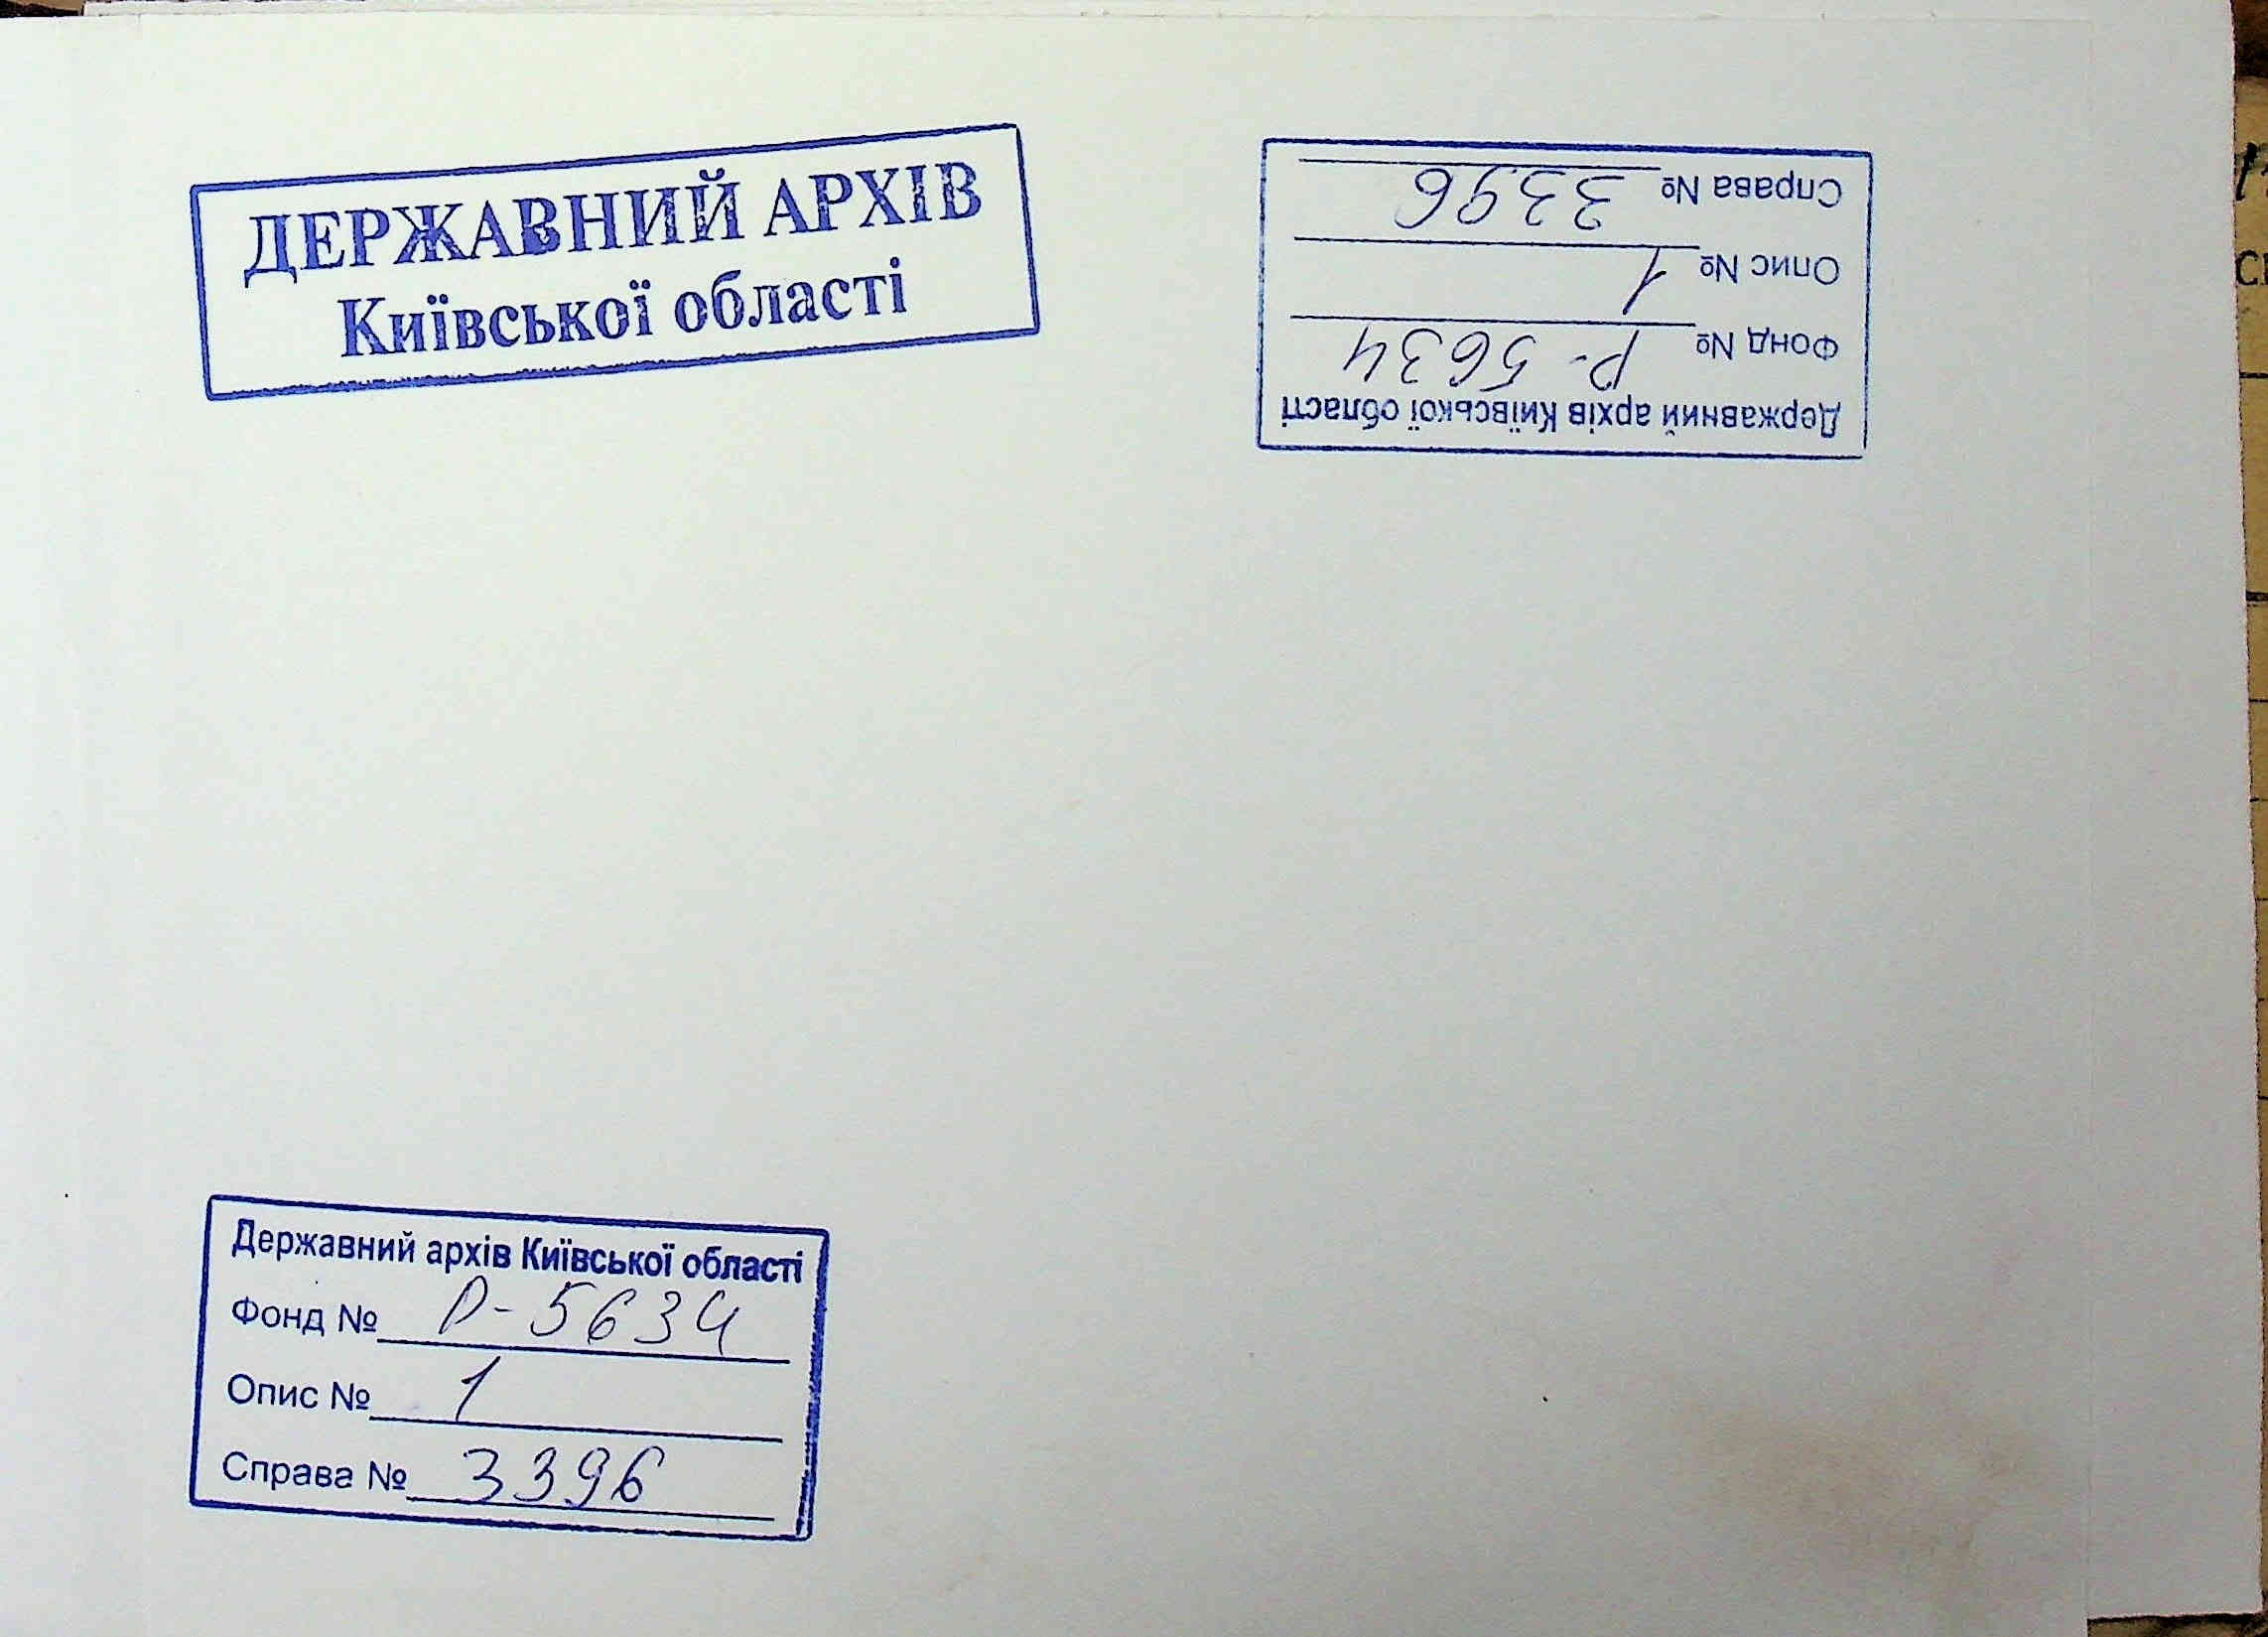 ДЕРЖАВНИЙ АРХІВ
Київської області
Державний архів Київської області
Фонд № Р-5634
Опис № 1
Справа № 3396
Державний архів Київської області
Фонд № Р-5634
Опис № 1
Справа № 3396